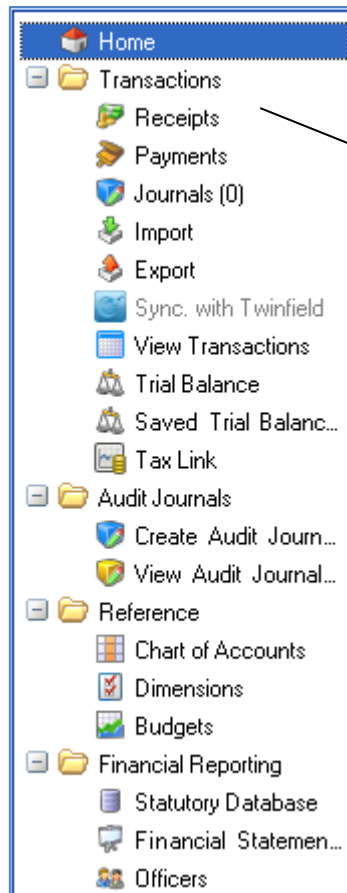 Home
Transactions
Receipts
Payments
Journals (0)
Import
Export
Sync. with Twinfield
View Transactions
Trial Balance
Saved Trial Balanc...
Tax Link
Audit Journals
Create Audit Journ...
View Audit Journal...
Reference
Chart of Accounts
Dimensions
Budgets
Financial Reporting
Statutory Database
Financial Statemen...
Officers